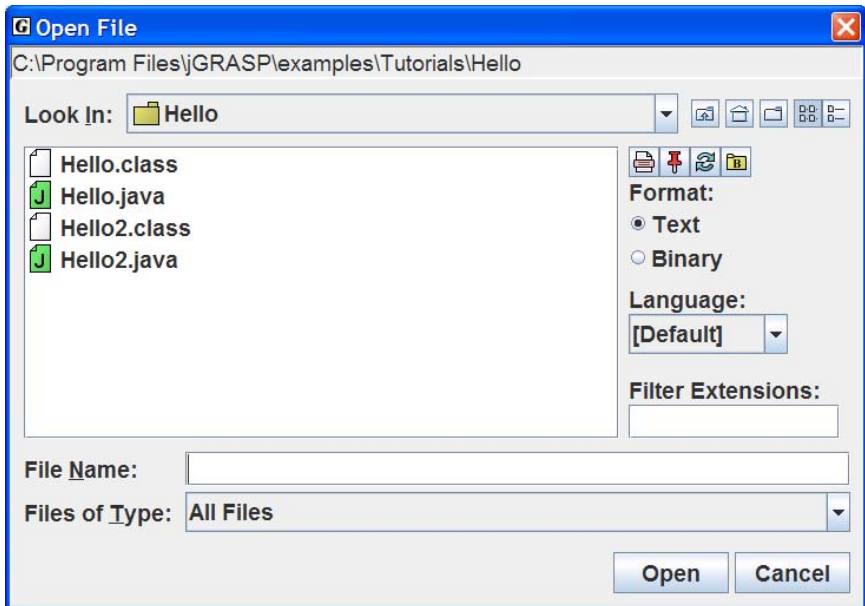 G Open File
C:\Program Files\jGRASP\examples\Tutorials\Hello
Look In: Hello
Hello.class
J Hello.java
Hello2.class
J Hello2.java
B
Format:
Text
Binary
Language:
[Default]
Filter Extensions:
File Name:
Files of Type: All Files
Open Cancel